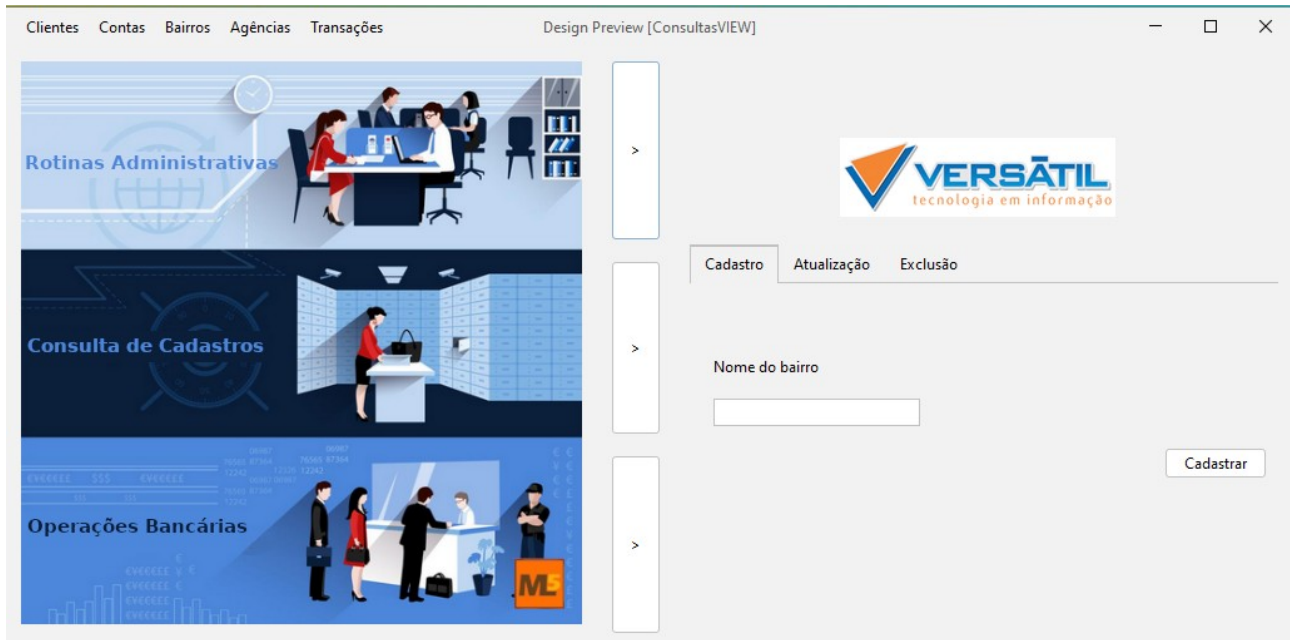 Clientes Contas Bairros Agências Transações Design Preview [ConsultasVIEW]
Rotinas Administrativas
>
VERSĀTIL
tecnologia em informação
Cadastro Atualização Exclusão
Consulta de Cadastros
>
Nome do bairro
Cadastrar
Operações Bancárias
>
M5